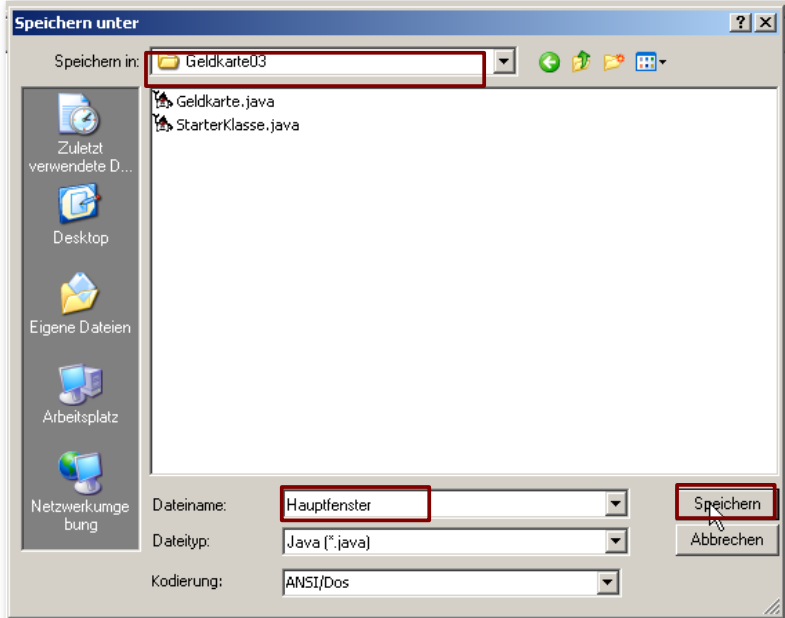 Speichern unter
Speichern in: Geldkarte03
Geldkarte.java
StarterKlasse.java
Zuletzt
verwendete D...
Desktop
Eigene Dateien
Arbeitsplatz
Netzwerkumge
bung
Dateiname: Hauptfenster Speichern
Dateityp: Java (*.java) Abbrechen
Kodierung: ANSI/Dos